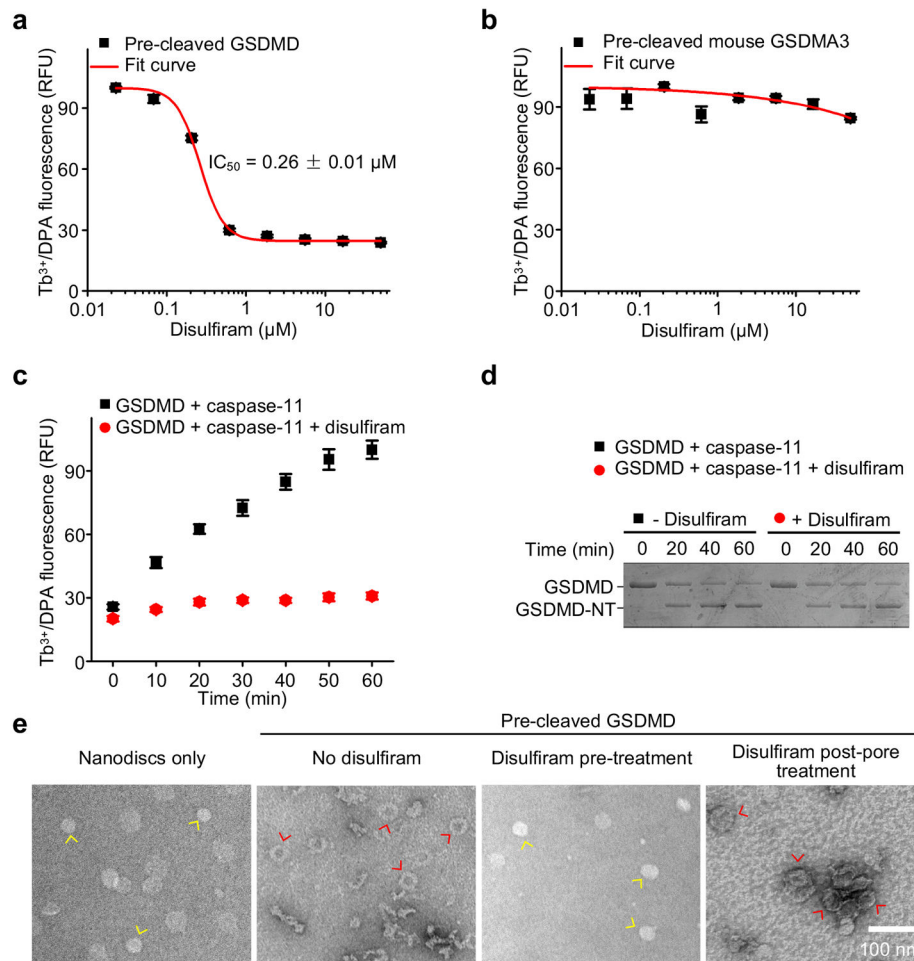 a
Pre-cleaved GSDMD
Fit curve
IC₅₀ = 0.26 ± 0.01 μM
Tb³⁺/DPA fluorescence (RFU)
90
60
30
0
0.01
0.1
1
10
Disulfiram (μM)
b
Pre-cleaved mouse GSDMA3
Fit curve
Tb³⁺/DPA fluorescence (RFU)
90
60
30
0
0.01
0.1
1
10
Disulfiram (μM)
c
GSDMD + caspase-11
GSDMD + caspase-11 + disulfiram
Tb³⁺/DPA fluorescence (RFU)
90
60
30
0
0 10 20 30 40 50 60
Time (min)
d
GSDMD + caspase-11
GSDMD + caspase-11 + disulfiram
- Disulfiram + Disulfiram
Time (min) 0 20 40 60 0 20 40 60
GSDMD
GSDMD-NT
e
Pre-cleaved GSDMD
Nanodiscs only
No disulfiram
Disulfiram pre-treatment
Disulfiram post-pore
treatment
100 nm